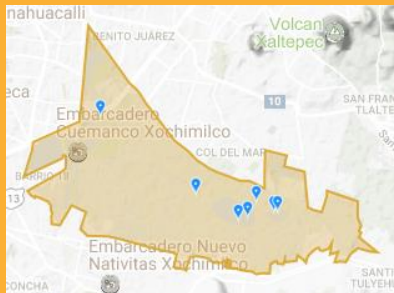 nahuacalli
BENITO JUÁREZ
Volcan
Xaltepec
eca
10
SAN FRAN
TLALTE
Embarcadero
Cuemanco Xochimilco
COL DEL MAR
San
BARRIO 18
13
Embarcadero Nuevo
Nativitas Xochimilco
SANTI
TULYEHU
CONCHA